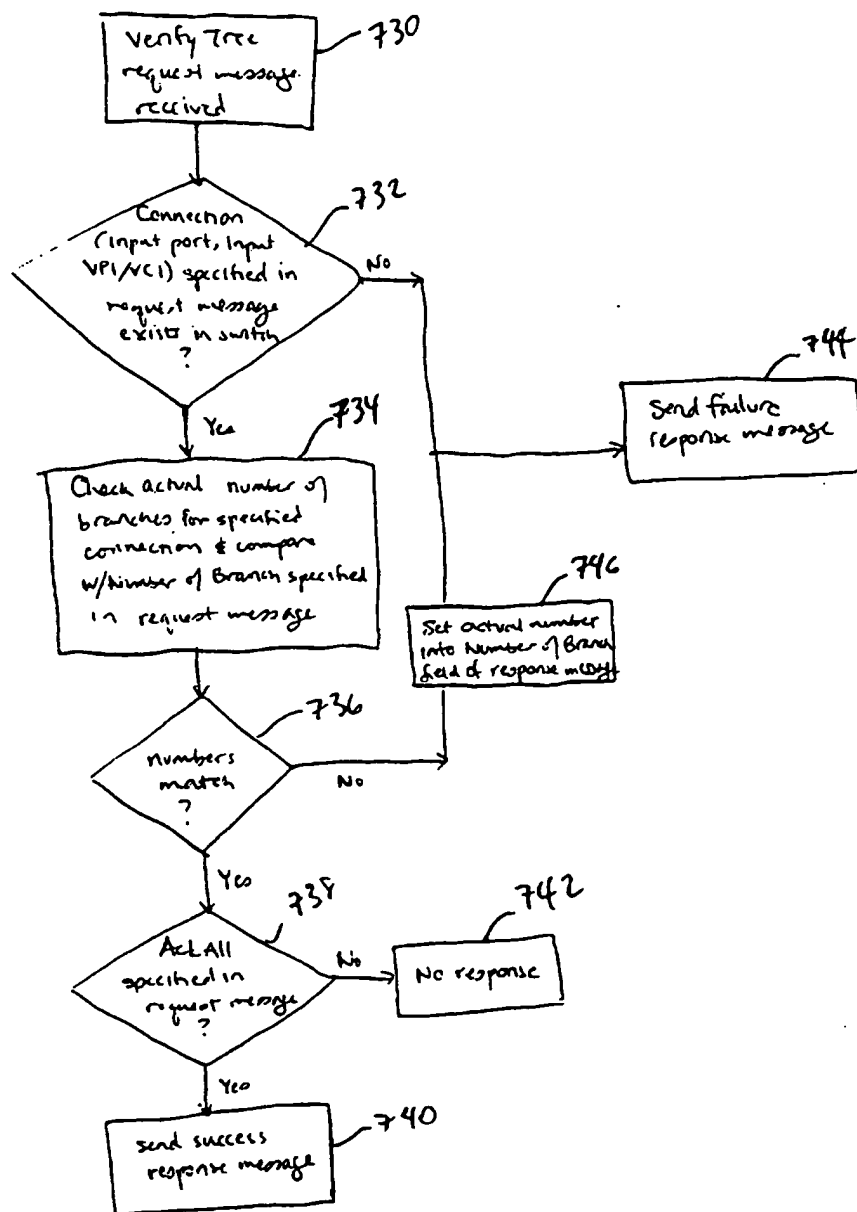 Verify Tree
request message
received
730
Connection
(input port, input
VPI/VCI) specified in
request message
exists in switch
?
732
No
Yes
734
Check actual number of
branches for specified
connection & compare
w/Number of Branch specified
in request message
744
Send failure
response message
746
Set actual number
into Number of Branch
field of response messg.
736
numbers
match
?
No
Yes
738
AckAll
specified in
request message
?
No
742
No response
Yes
740
send success
response message